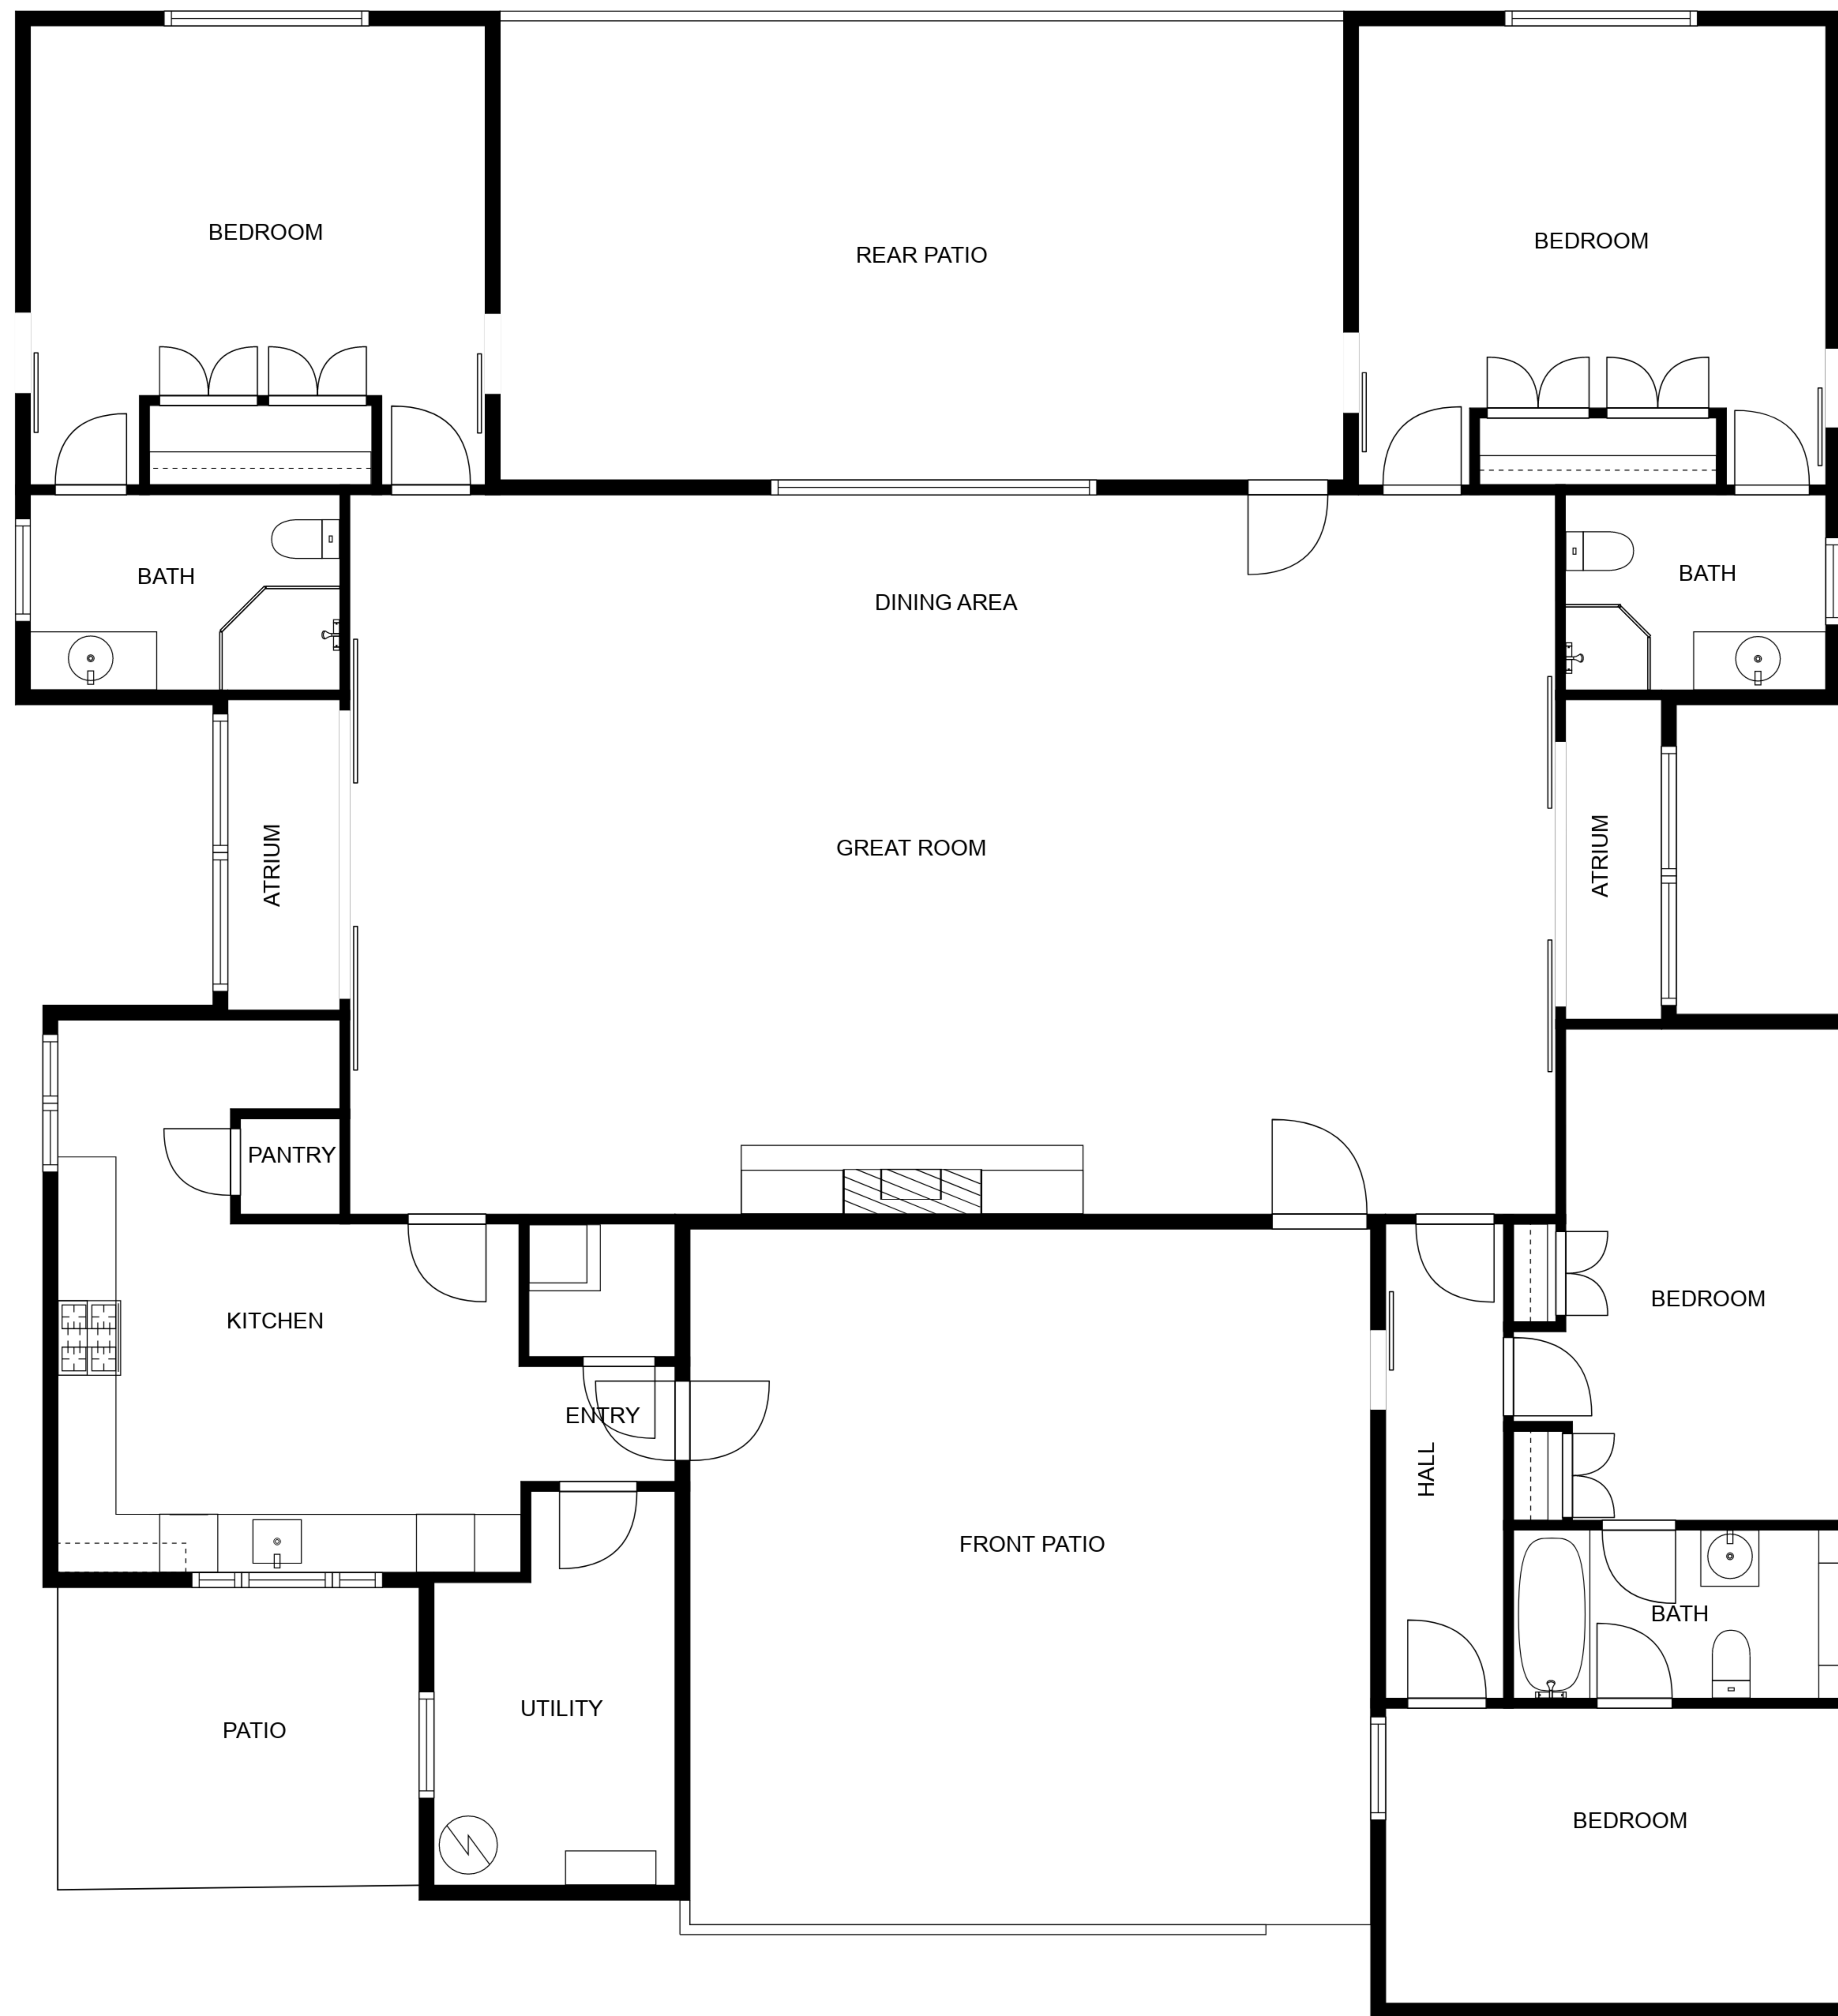 BEDROOM
REAR PATIO
BEDROOM
BATH
DINING AREA
BATH
ATRIUM
GREAT ROOM
ATRIUM
PANTRY
KITCHEN
ENTRY
BEDROOM
HALL
FRONT PATIO
BATH
UTILITY
PATIO
BEDROOM